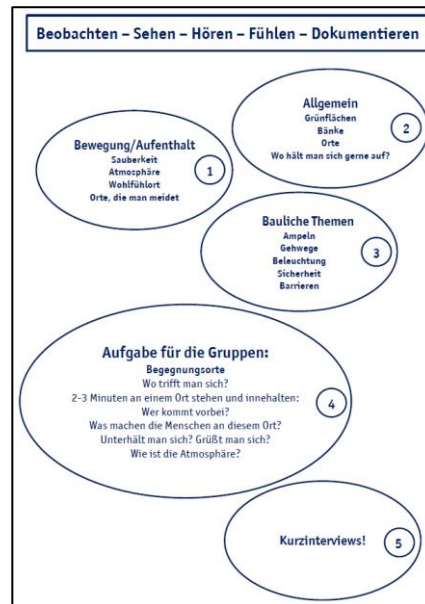 Beobachten – Sehen – Hören – Fühlen – Dokumentieren
Bewegung/Aufenthalt
Sauberkeit
Atmosphäre
Wohlfühlort
Orte, die man meidet
1
Allgemein
Grünflächen
Bänke
Orte
Wo hält man sich gerne auf?
2
Bauliche Themen
Ampeln
Gehwege
Beleuchtung
Sicherheit
Barrieren
3
Aufgabe für die Gruppen:
Begegnungsorte
Wo trifft man sich?
2-3 Minuten an einem Ort stehen und innehalten:
Wer kommt vorbei?
Was machen die Menschen an diesem Ort?
Unterhält man sich? Grüßt man sich?
Wie ist die Atmosphäre?
4
Kurzinterviews!
5